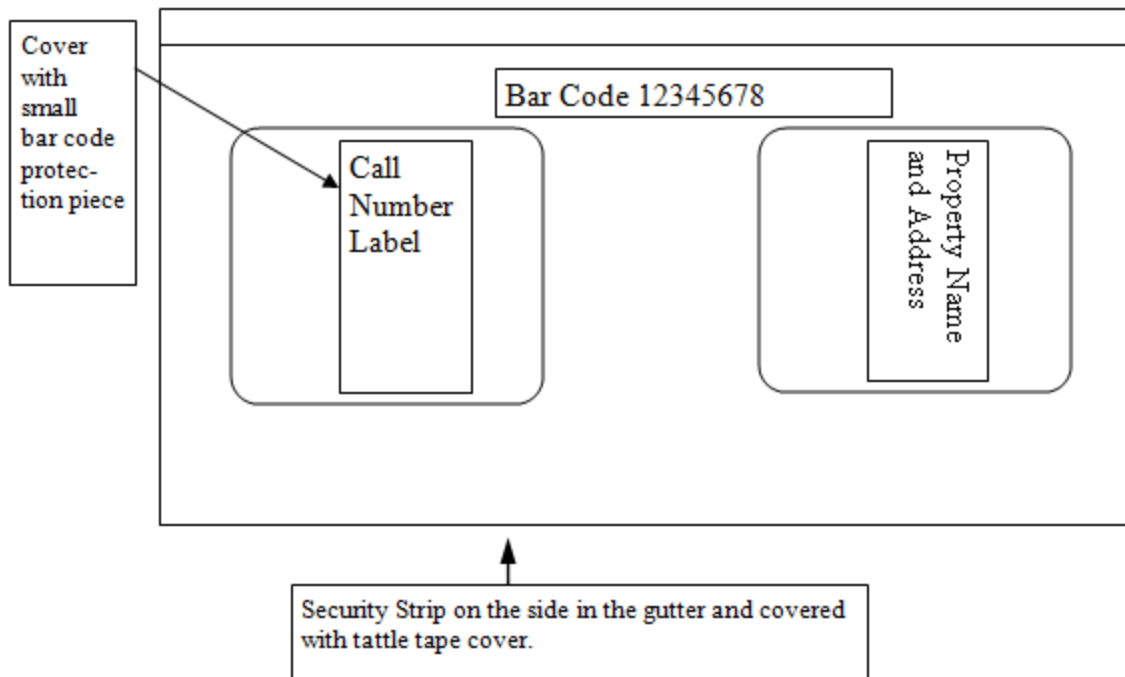 Cover
with
small
bar code
protec-
tion piece
Bar Code 12345678
Call
Number
Label
Property Name
and Address
Security Strip on the side in the gutter and covered
with tattle tape cover.